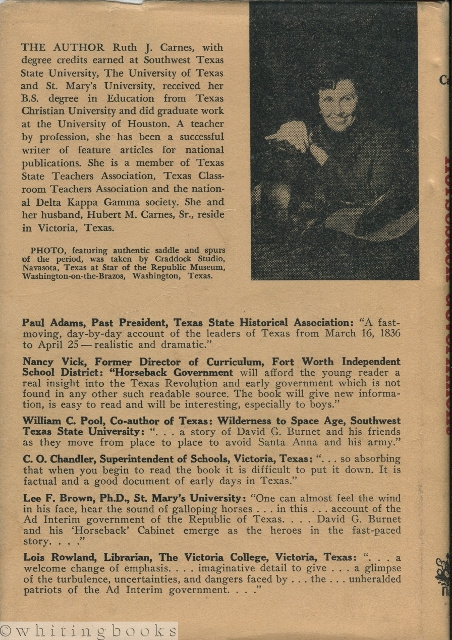 THE AUTHOR Ruth J. Carnes, with
degree credits earned at Southwest Texas
State University, The University of Texas
and St. Mary's University, received her
B.S. degree in Education from Texas
Christian University and did graduate work
at the University of Houston. A teacher
by profession, she has been a successful
writer of feature articles for national
publications. She is a member of Texas
State Teachers Association, Texas Class-
room Teachers Association and the nation-
al Delta Kappa Gamma society. She and
her husband, Hubert M. Carnes, Sr., reside
in Victoria, Texas.
PHOTO, featuring authentic saddle and spurs
of the period, was taken by Craddock Studio,
Navasota, Texas at Star of the Republic Museum,
Washington-on-the-Brazos, Washington, Texas.
Paul Adams, Past President, Texas State Historical Association: "A fast-
moving, day-by-day account of the leaders of Texas from March 16, 1836
to April 25 — realistic and dramatic."
Nancy Vick, Former Director of Curriculum, Fort Worth Independent
School District: "Horseback Government will afford the young reader a
real insight into the Texas Revolution and early government which is not
found in any other such readable source. The book will give new informa-
tion, is easy to read and will be interesting, especially to boys."
William C. Pool, Co-author of Texas: Wilderness to Space Age, Southwest
Texas State University: ". . . a story of David G. Burnet and his friends
as they move from place to place to avoid Santa Anna and his army."
C. O. Chandler, Superintendent of Schools, Victoria, Texas: ". . . so absorbing
that when you begin to read the book it is difficult to put it down. It is
factual and a good document of early days in Texas."
Lee F. Brown, Ph.D., St. Mary's University: "One can almost feel the wind
in his face, hear the sound of galloping horses . . . in this . . . account of the
Ad Interim government of the Republic of Texas. . . . David G. Burnet
and his 'Horseback' Cabinet emerge as the heroes in the fast-paced
story. . . ."
Lois Rowland, Librarian, The Victoria College, Victoria, Texas: ". . . a
welcome change of emphasis. . . . imaginative detail to give . . . a glimpse
of the turbulence, uncertainties, and dangers faced by . . . the . . . unheralded
patriots of the Ad Interim government. . . ."
©whitingbooks